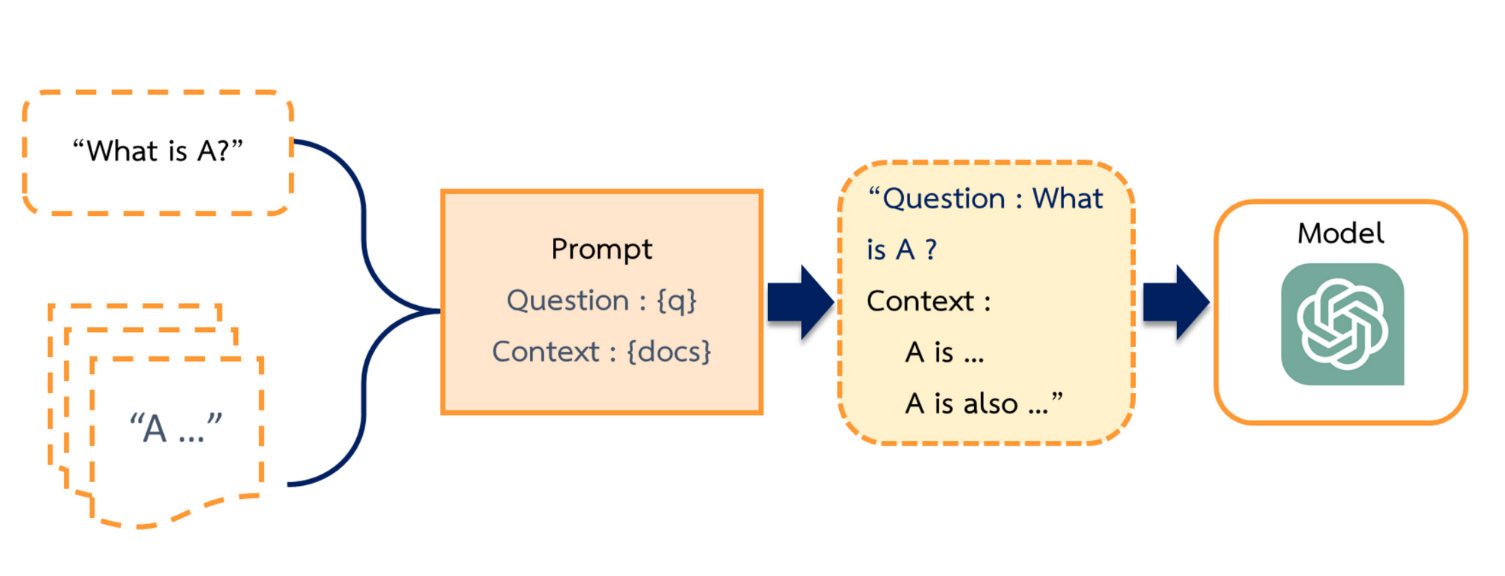 “What is A?”
“A ...”
Prompt
Question : {q}
Context : {docs}
“Question : What
is A ?
Context :
A is ...
A is also ...”
Model